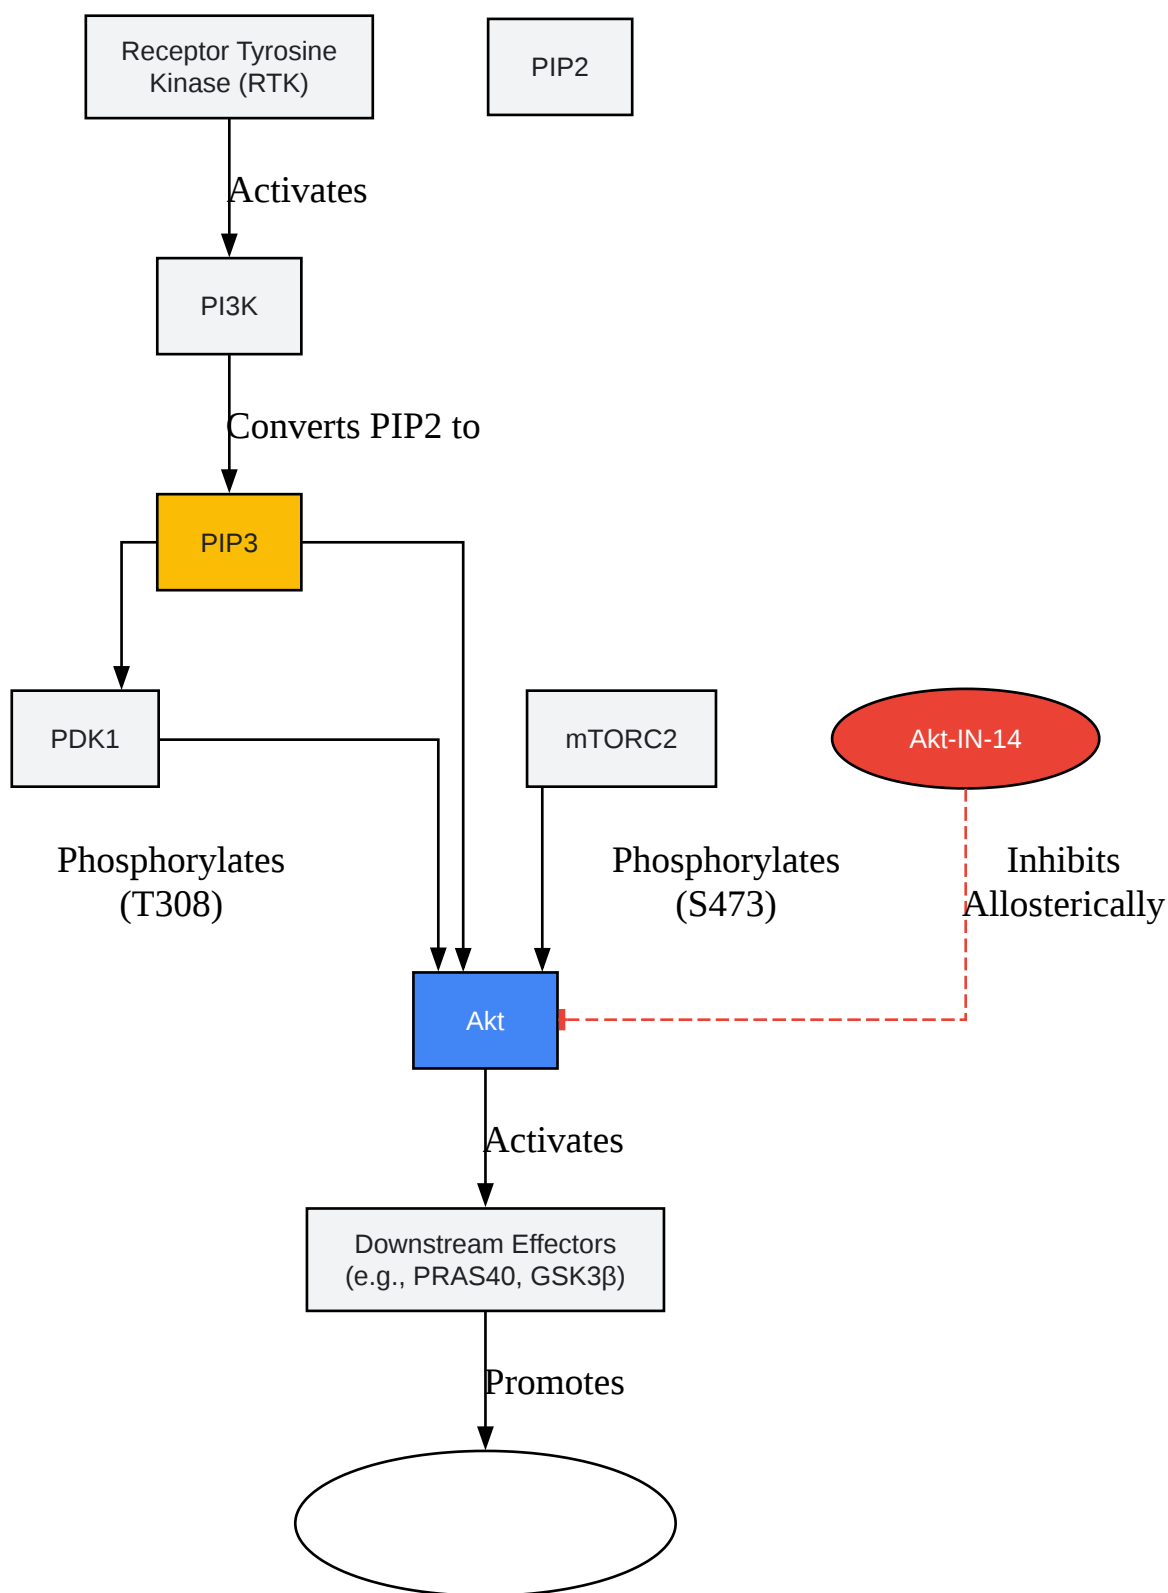 Receptor Tyrosine
Kinase (RTK)
PIP2
Activates
PI3K
Converts PIP2 to
PIP3
PDK1
mTORC2
Akt-IN-14
Phosphorylates
(T308)
Phosphorylates
(S473)
Inhibits
Allosterically
Akt
Activates
Downstream Effectors
(e.g., PRAS40, GSK3β)
Promotes